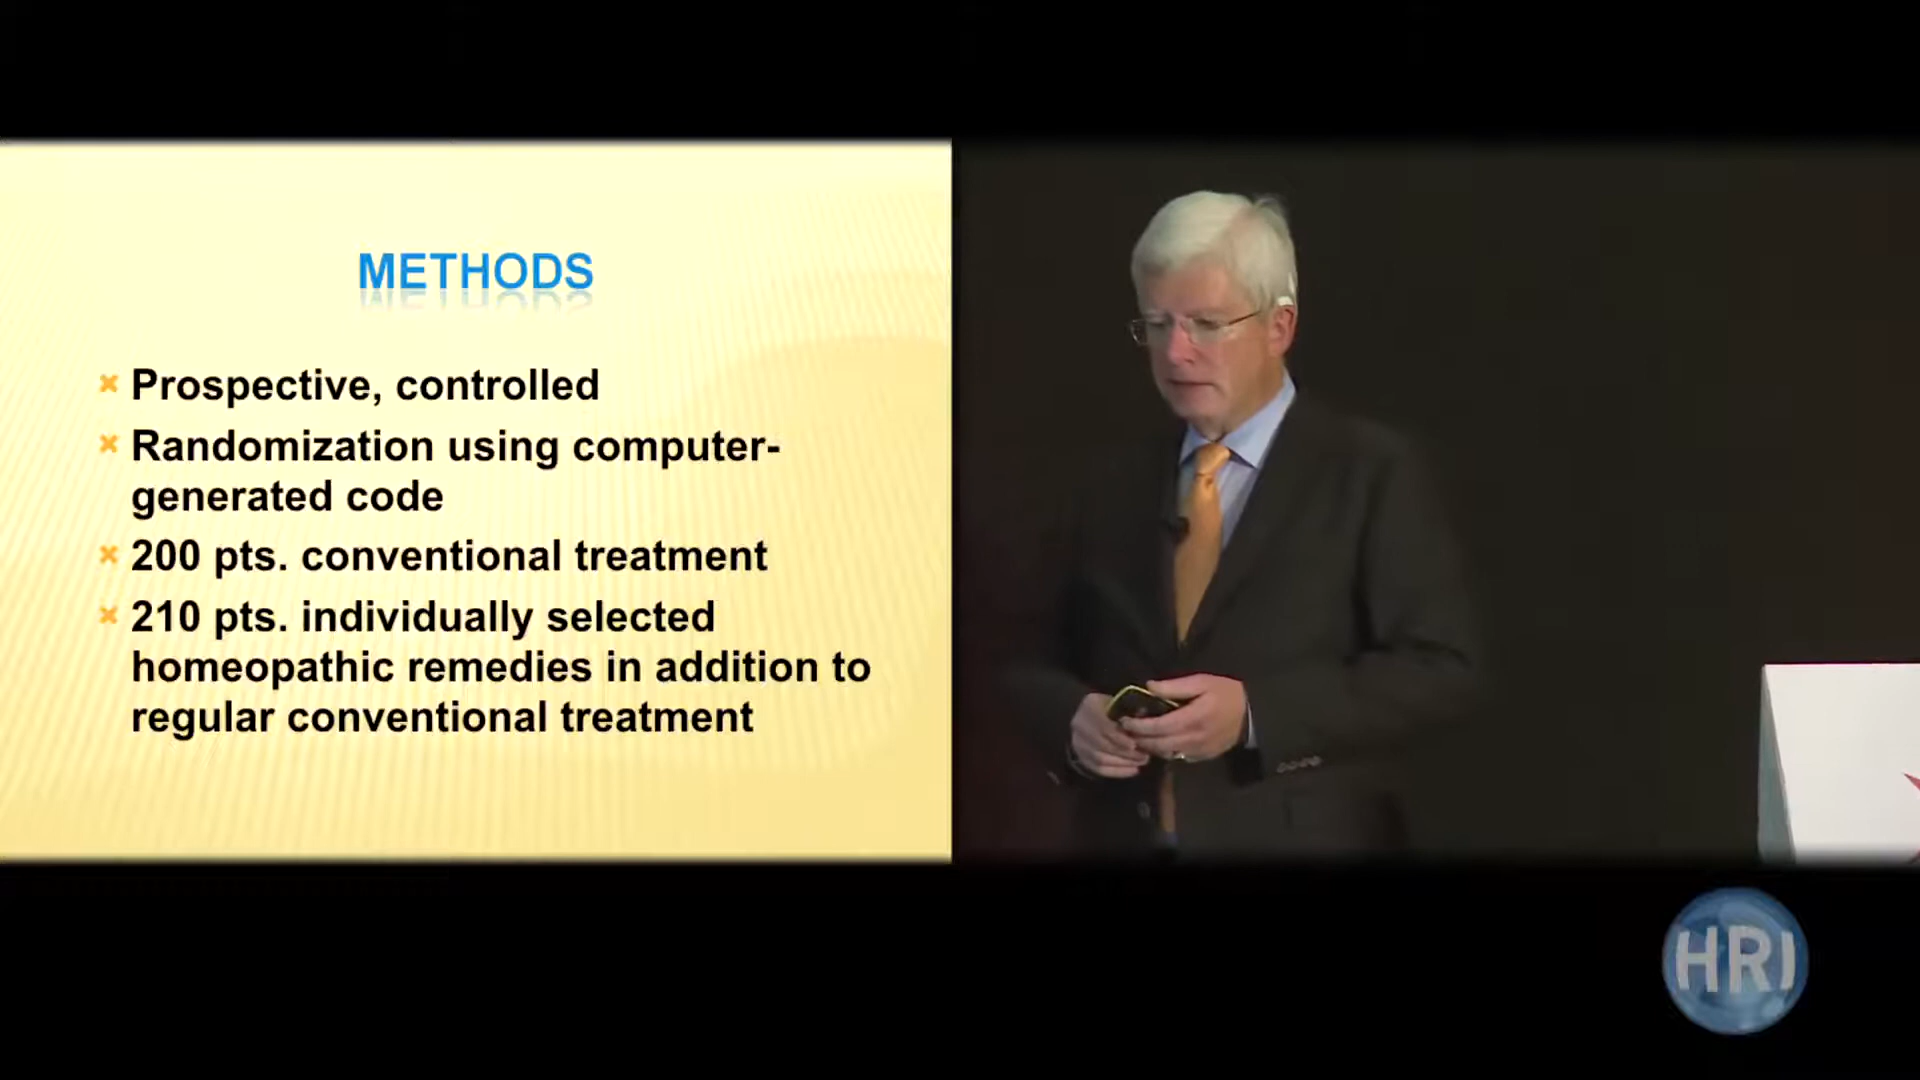 METHODS
Prospective, controlled
Randomization using computer-
generated code
200 pts. conventional treatment
210 pts. individually selected
homeopathic remedies in addition to
regular conventional treatment
HRI